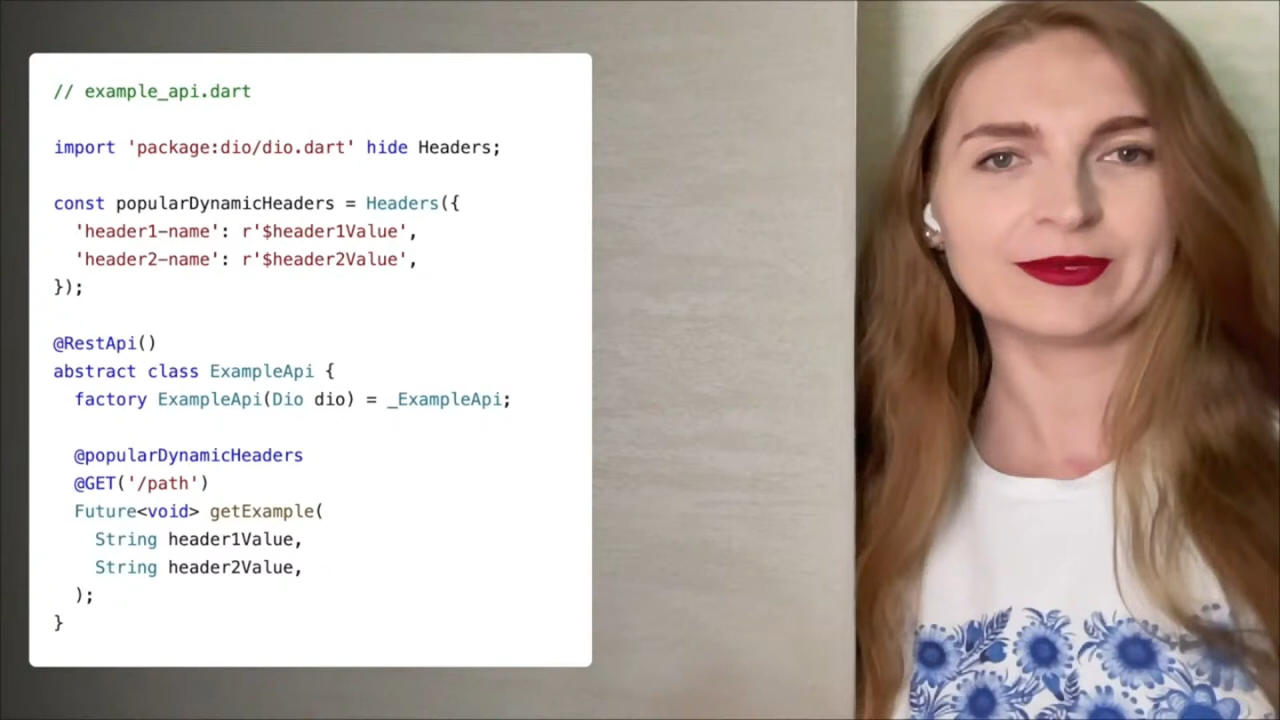 // example_api.dart
import 'package:dio/dio.dart' hide Headers;
const popularDynamicHeaders = Headers({
'header1-name': r'$header1Value',
'header2-name': r'$header2Value',
});
@RestApi()
abstract class ExampleApi {
factory ExampleApi(Dio dio) = _ExampleApi;
@popularDynamicHeaders
@GET('/path')
Future<void> getExample(
String header1Value,
String header2Value,
);
}